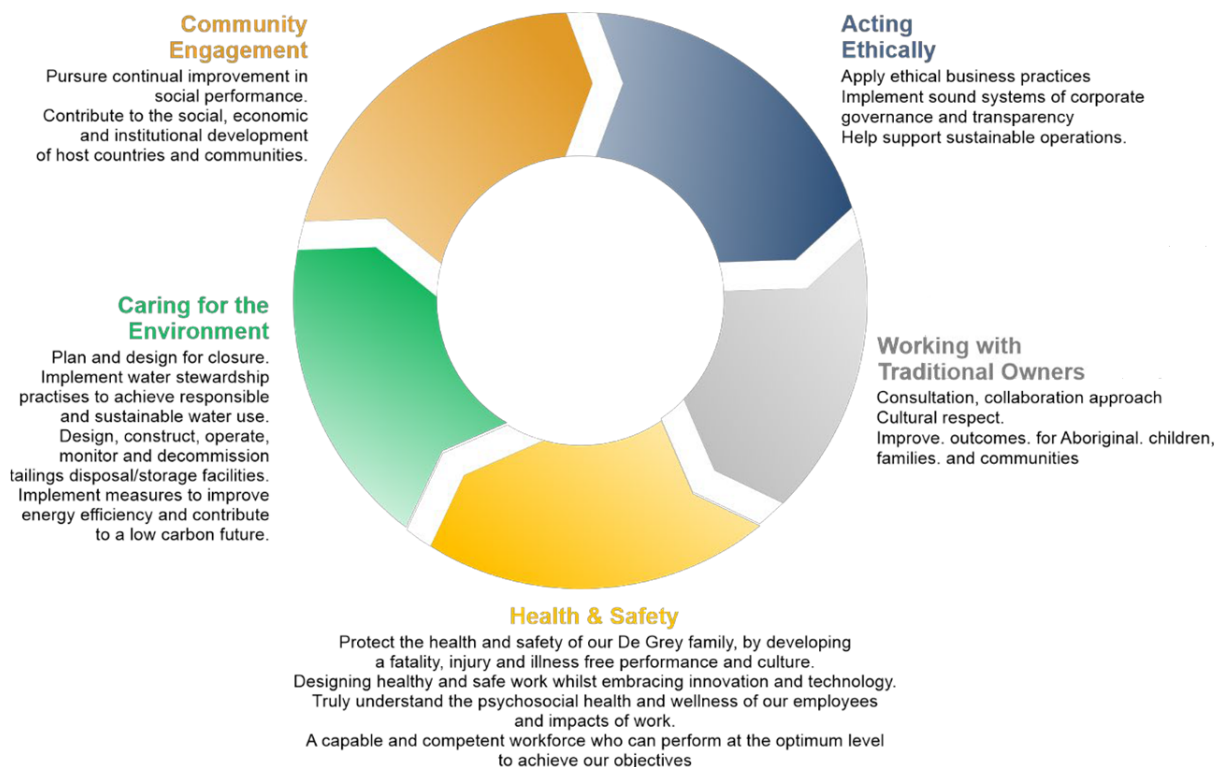 Community
Engagement
Pursure continual improvement in
social performance.
Contribute to the social, economic
and institutional development
of host countries and communities.
Acting
Ethically
Apply ethical business practices
Implement sound systems of corporate
governance and transparency
Help support sustainable operations.
Working with
Traditional Owners
Consultation, collaboration approach
Cultural respect.
Improve. outcomes. for Aboriginal. children,
families. and communities
Caring for the
Environment
Plan and design for closure.
Implement water stewardship
practises to achieve responsible
and sustainable water use.
Design, construct, operate,
monitor and decommission
tailings disposal/storage facilities.
Implement measures to improve
energy efficiency and contribute
to a low carbon future.
Health & Safety
Protect the health and safety of our De Grey family, by developing
a fatality, injury and illness free performance and culture.
Designing healthy and safe work whilst embracing innovation and technology.
Truly understand the psychosocial health and wellness of our employees
and impacts of work.
A capable and competent workforce who can perform at the optimum level
to achieve our objectives